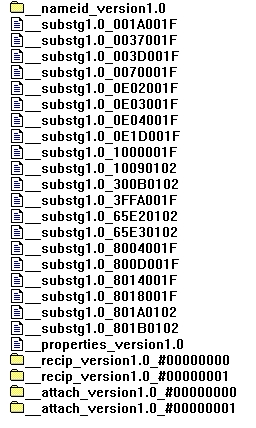 __nameid_version1.0
__substg1.0_001A001F
__substg1.0_0037001F
__substg1.0_003D001F
__substg1.0_0070001F
__substg1.0_0E02001F
__substg1.0_0E03001F
__substg1.0_0E04001F
__substg1.0_0E1D001F
__substg1.0_1000001F
__substg1.0_10090102
__substg1.0_300B0102
__substg1.0_3FFA001F
__substg1.0_65E20102
__substg1.0_65E30102
__substg1.0_8004001F
__substg1.0_800D001F
__substg1.0_8014001F
__substg1.0_8018001F
__substg1.0_801A0102
__substg1.0_801B0102
__properties_version1.0
__recip_version1.0_#00000000
__recip_version1.0_#00000001
__attach_version1.0_#00000000
__attach_version1.0_#00000001